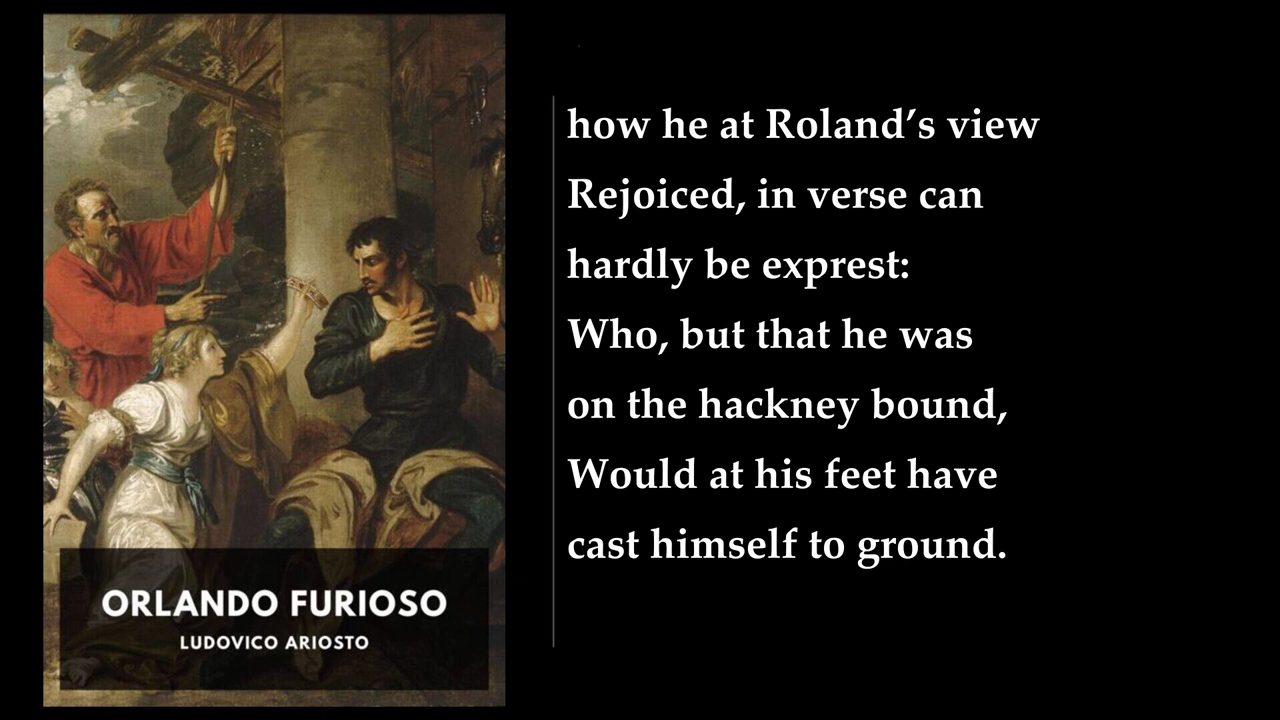 how he at Roland’s view
Rejoiced, in verse can
hardly be exprest:
Who, but that he was
on the hackney bound,
Would at his feet have
cast himself to ground.
ORLANDO FURIOSO
LUDOVICO ARIOSTO